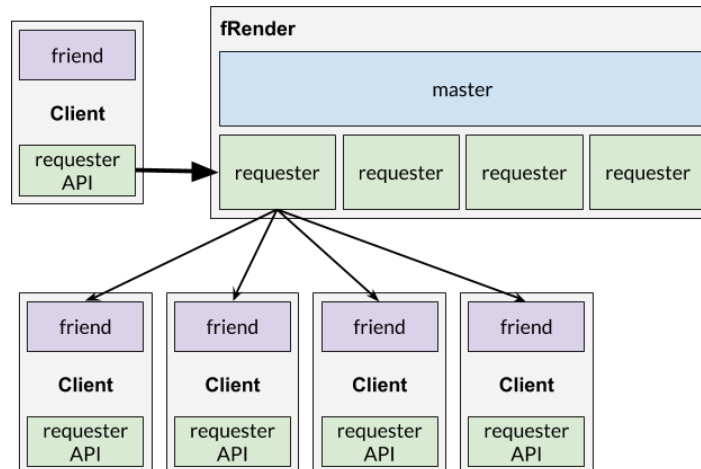 fRender
friend
master
Client
requester
API
requester
requester
requester
requester
friend
friend
friend
friend
Client
Client
Client
Client
requester
API
requester
API
requester
API
requester
API